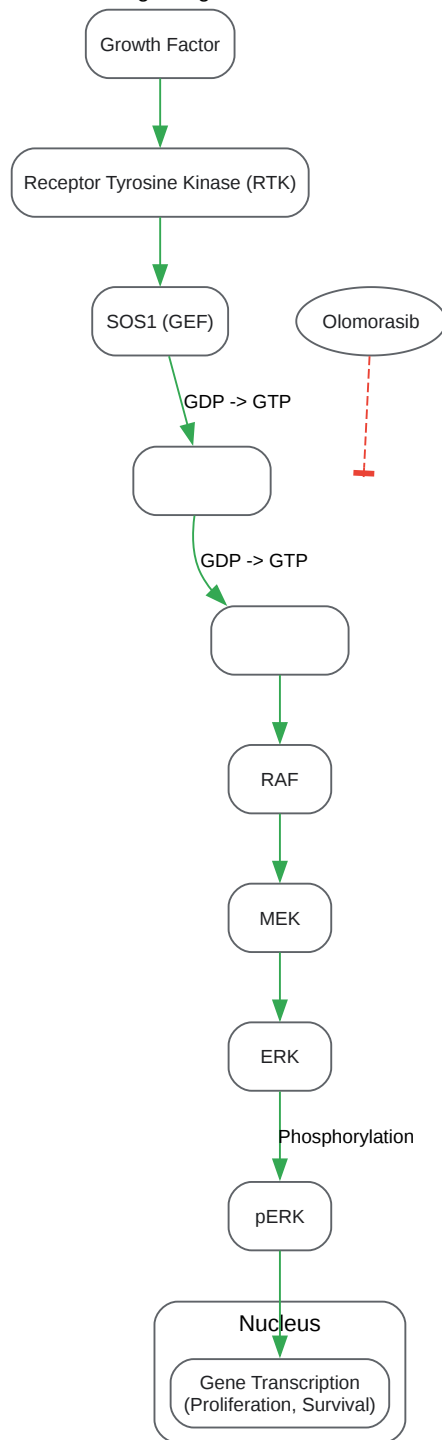 Growth Factor
Receptor Tyrosine Kinase (RTK)
SOS1 (GEF)
Olomorasib
GDP -> GTP
GDP -> GTP
RAF
MEK
ERK
Phosphorylation
pERK
Nucleus
Gene Transcription
(Proliferation, Survival)